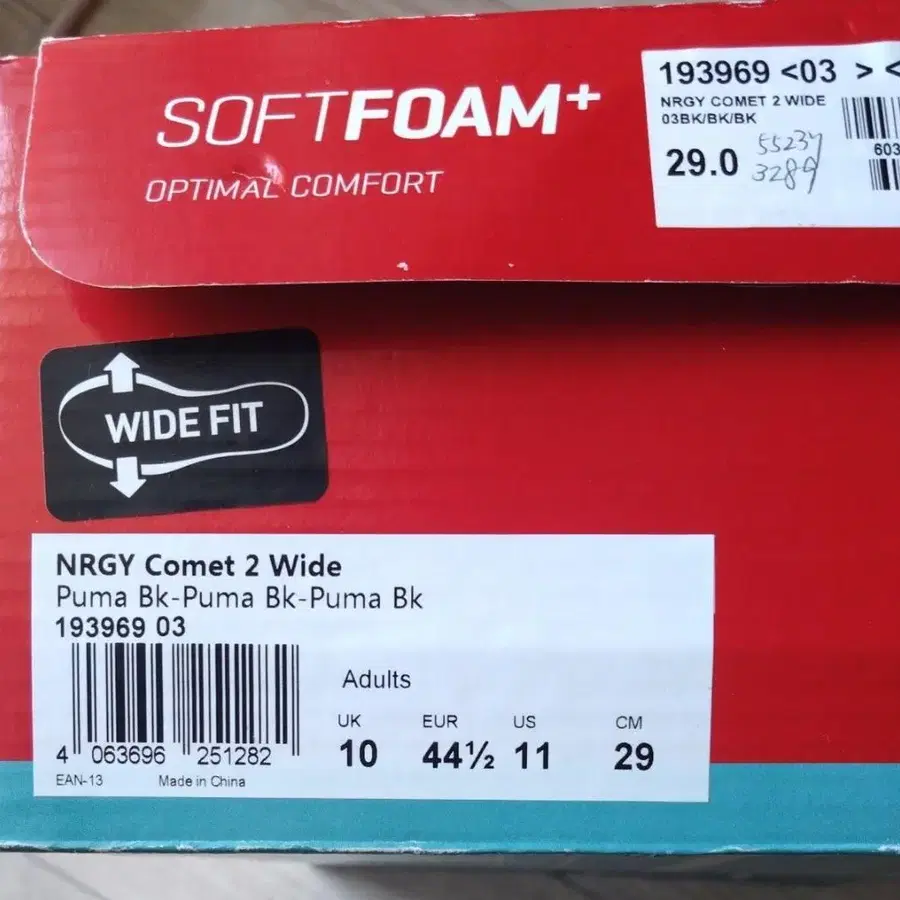 SOFTFOAM+
OPTIMAL COMFORT
193969 <03 > <
NRGY COMET 2 WIDE
03BK/BK/BK
29.0
55237
3289
603
WIDE FIT
NRGY Comet 2 Wide
Puma Bk-Puma Bk-Puma Bk
193969 03
4 063696 251282
EAN-13 Made in China
Adults
UK EUR US CM
10 44½ 11 29